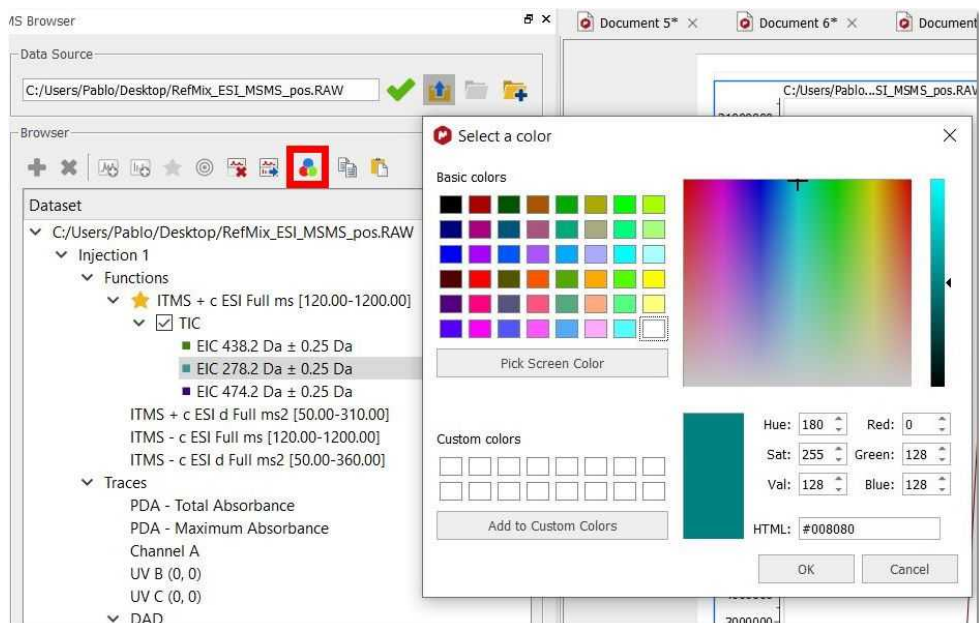 MS Browser
Document 5*
Document 6*
Document
Data Source
C:/Users/Pablo/Desktop/RefMix_ESI_MSMS_pos.RAW
C:/Users/Pablo...SI_MSMS_pos.RAW
Browser
Select a color
Basic colors
Dataset
C:/Users/Pablo/Desktop/RefMix_ESI_MSMS_pos.RAW
Injection 1
Functions
ITMS + c ESI Full ms [120.00-1200.00]
TIC
EIC 438.2 Da ± 0.25 Da
EIC 278.2 Da ± 0.25 Da
EIC 474.2 Da ± 0.25 Da
ITMS + c ESI d Full ms2 [50.00-310.00]
ITMS - c ESI Full ms [120.00-1200.00]
ITMS - c ESI d Full ms2 [50.00-360.00]
Traces
PDA - Total Absorbance
PDA - Maximum Absorbance
Channel A
UV B (0, 0)
UV C (0, 0)
DAD
Pick Screen Color
Custom colors
Add to Custom Colors
Hue: 180 Red: 0
Sat: 255 Green: 128
Val: 128 Blue: 128
HTML: #008080
OK Cancel